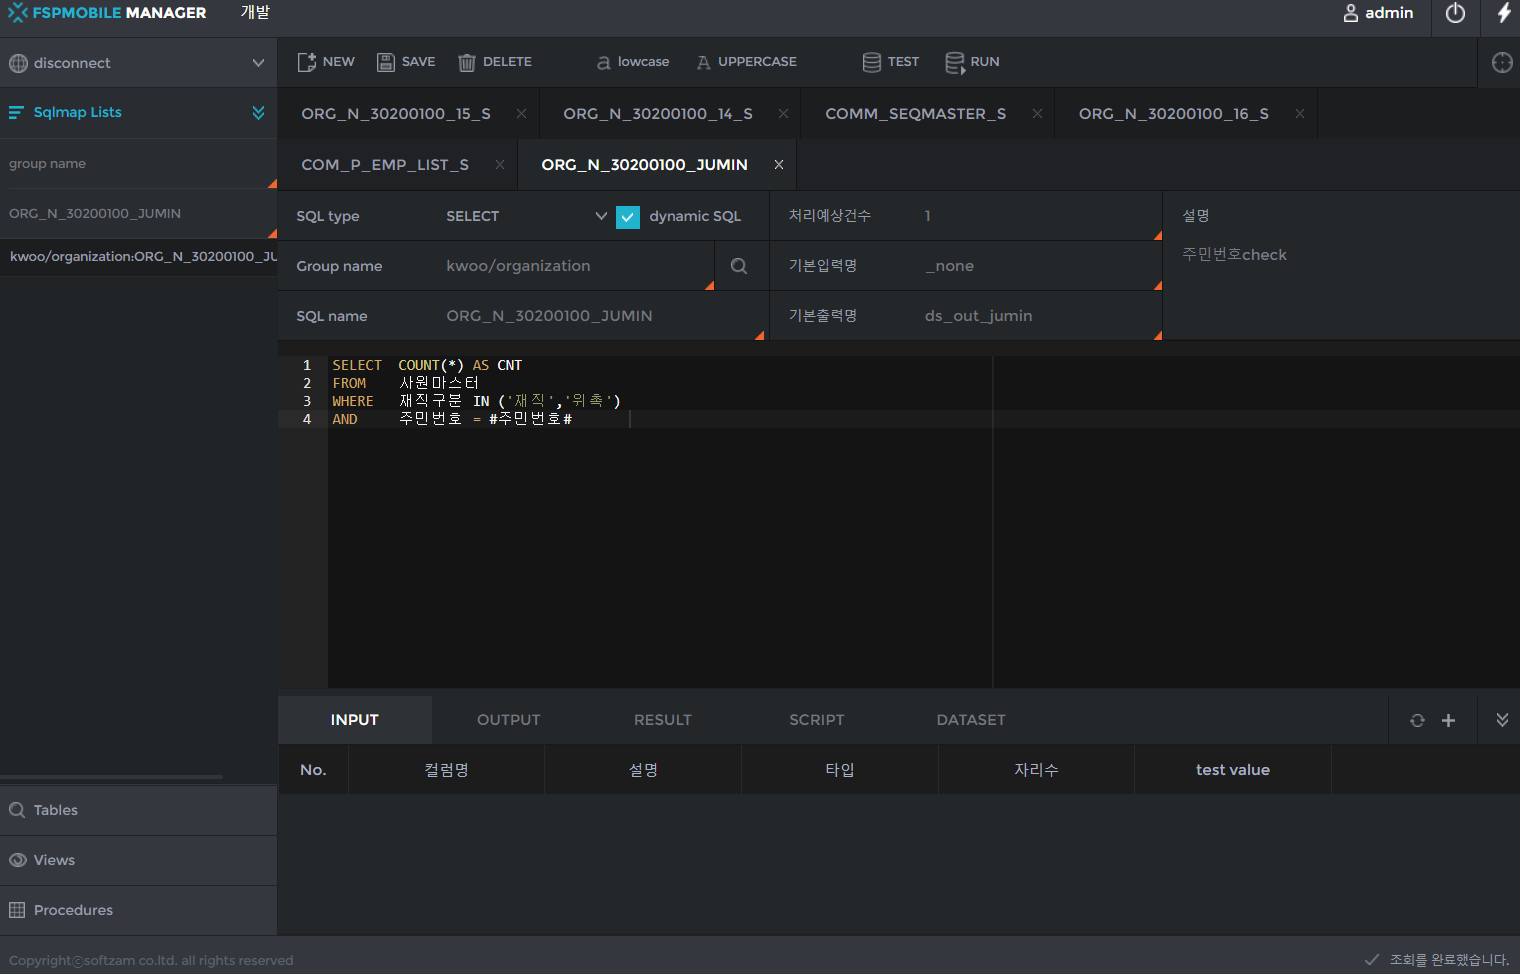 FSPMOBILE MANAGER 개발 admin
disconnect
NEW SAVE DELETE a lowcase A UPPERCASE TEST RUN
Sqlmap Lists
ORG_N_30200100_15_S ORG_N_30200100_14_S COMM_SEQMASTER_S ORG_N_30200100_16_S
group name
COM_P_EMP_LIST_S ORG_N_30200100_JUMIN
ORG_N_30200100_JUMIN
kwoo/organization:ORG_N_30200100_JU
SQL type SELECT dynamic SQL 처리예상건수 1 설명
주민번호check
Group name kwoo/organization 기본입력명 _none
SQL name ORG_N_30200100_JUMIN 기본출력명 ds_out_jumin
1 SELECT COUNT(*) AS CNT
2 FROM 사원마스터
3 WHERE 재직구분 IN ('재직','위촉')
4 AND 주민번호 = #주민번호#
INPUT OUTPUT RESULT SCRIPT DATASET
No. 컬럼명 설명 타입 자리수 test value
Tables
Views
Procedures
Copyrightⓒsoftzam co.ltd. all rights reserved 조회를 완료했습니다.